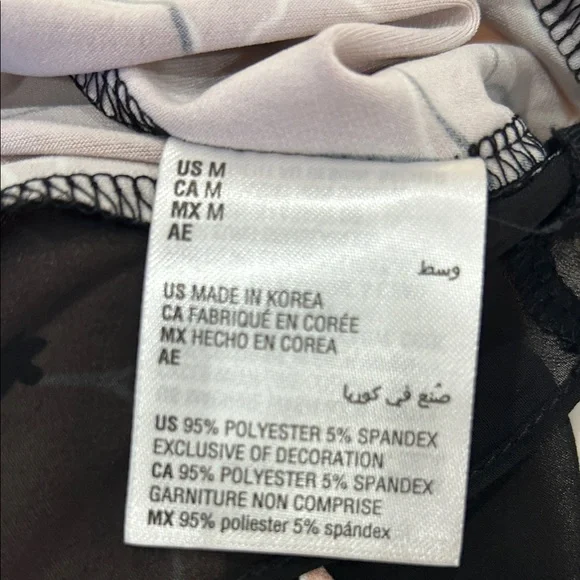 US M
CA M
MX M
AE
وسط
US MADE IN KOREA
CA FABRIQUÉ EN CORÉE
MX HECHO EN COREA
AE
صُنع في كوريا
US 95% POLYESTER 5% SPANDEX
EXCLUSIVE OF DECORATION
CA 95% POLYESTER 5% SPANDEX
GARNITURE NON COMPRISE
MX 95% poliester 5% spándex